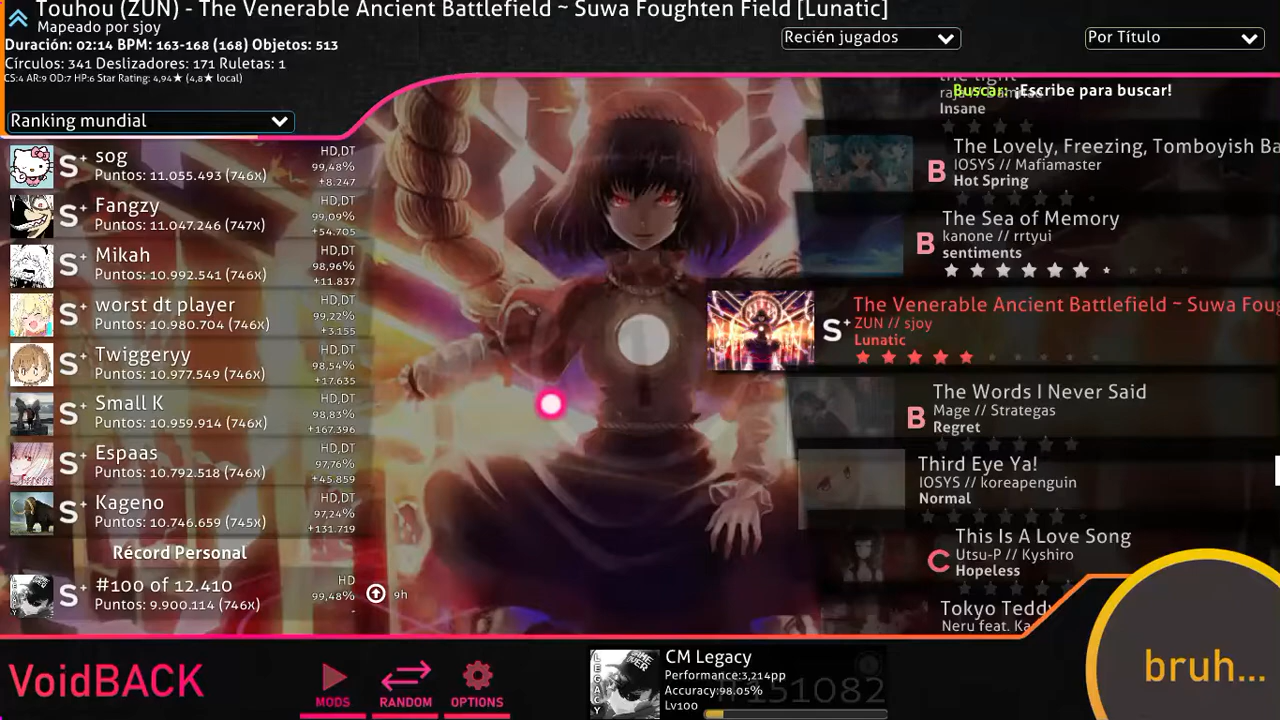 Touhou (ZUN) - The Venerable Ancient Battlefield ~ Suwa Foughten Field [Lunatic]
Mapeado por sjoy
Duración: 02:14 BPM: 163-168 (168) Objetos: 513
Círculos: 341 Deslizadores: 171 Ruletas: 1
CS:4 AR:9 OD:7 HP:6 Star Rating: 4,94★ (4,8★ local)
Recién jugados
Por Título
Ranking mundial
Buscar: ¡Escribe para buscar!
sog
Puntos: 11.055.493 (746x)
HD,DT
99,48%
+8.247
S+
Fangzy
Puntos: 11.047.246 (747x)
HD,DT
99,09%
+54.705
S+
Mikah
Puntos: 10.992.541 (746x)
HD,DT
98,96%
+11.837
S+
worst dt player
Puntos: 10.980.704 (746x)
HD,DT
99,22%
+3.155
S+
Twiggeryy
Puntos: 10.977.549 (746x)
HD,DT
98,54%
+17.635
S+
Small K
Puntos: 10.959.914 (746x)
HD,DT
98,83%
+167.396
S+
Espaas
Puntos: 10.792.518 (746x)
HD,DT
97,76%
+45.859
S+
Kageno
Puntos: 10.746.659 (745x)
HD,DT
97,24%
+131.719
S+
Récord Personal
#100 of 12.410
Puntos: 9.900.114 (746x)
HD
99,48%
-
S+
9h
the light
Insane
The Lovely, Freezing, Tomboyish Ba
IOSYS // Mafiamaster
Hot Spring
B
The Sea of Memory
kanone // rrtyui
sentiments
B
The Venerable Ancient Battlefield ~ Suwa Foug
ZUN // sjoy
Lunatic
S+
The Words I Never Said
Mage // Strategas
Regret
B
Third Eye Ya!
IOSYS // koreapenguin
Normal
This Is A Love Song
Utsu-P // Kyshiro
Hopeless
C
Tokyo Teddy
Neru feat. Ka
VoidBACK
MODS
RANDOM
OPTIONS
LEGACY
GAME OVER
CM Legacy
Performance:3,214pp
Accuracy:98.05%
Lv100
#151082
bruh...